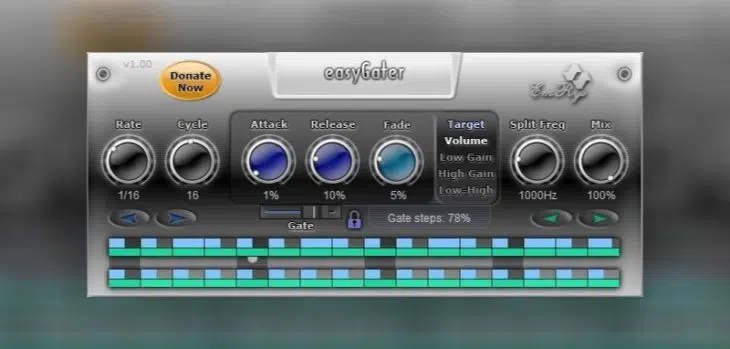 v1.00
Donate
Now
easyGater
Rate
Cycle
Attack
Release
Fade
Target
Split Freq
Mix
Volume
Low Gain
High Gain
Low-High
1/16
16
1%
10%
5%
1000Hz
100%
Gate
Gate steps: 78%